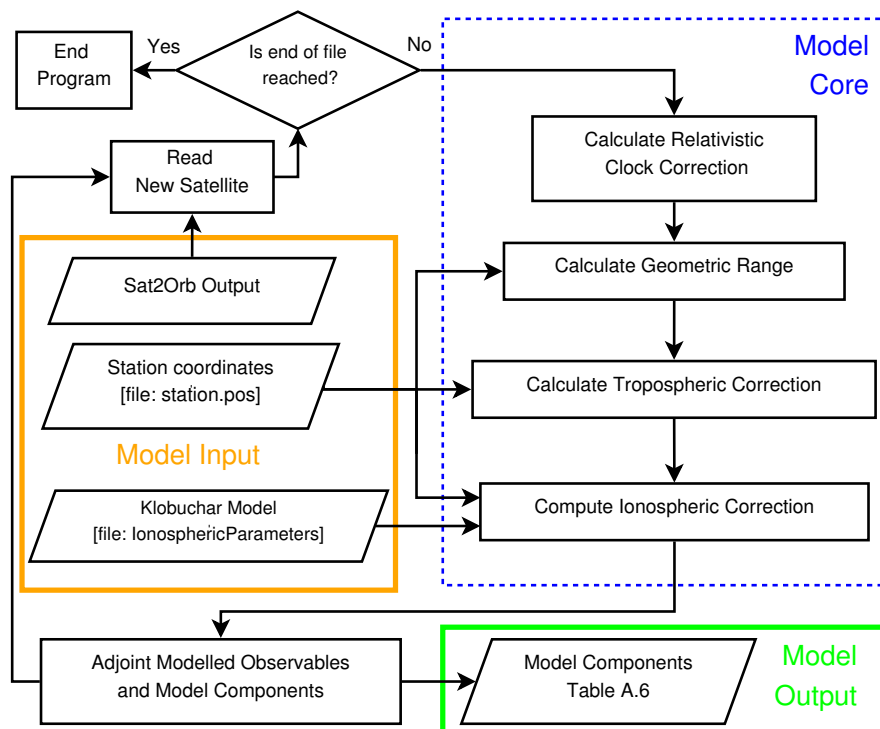 End
Program
Yes
Is end of file
reached?
No
Model
Core
Read
New Satellite
Calculate Relativistic
Clock Correction
Sat2Orb Output
Calculate Geometric Range
Station coordinates
[file: station.pos]
Calculate Tropospheric Correction
Model Input
Klobuchar Model
[file: IonosphericParameters]
Compute Ionospheric Correction
Adjoint Modelled Observables
and Model Components
Model Components
Table A.6
Model
Output